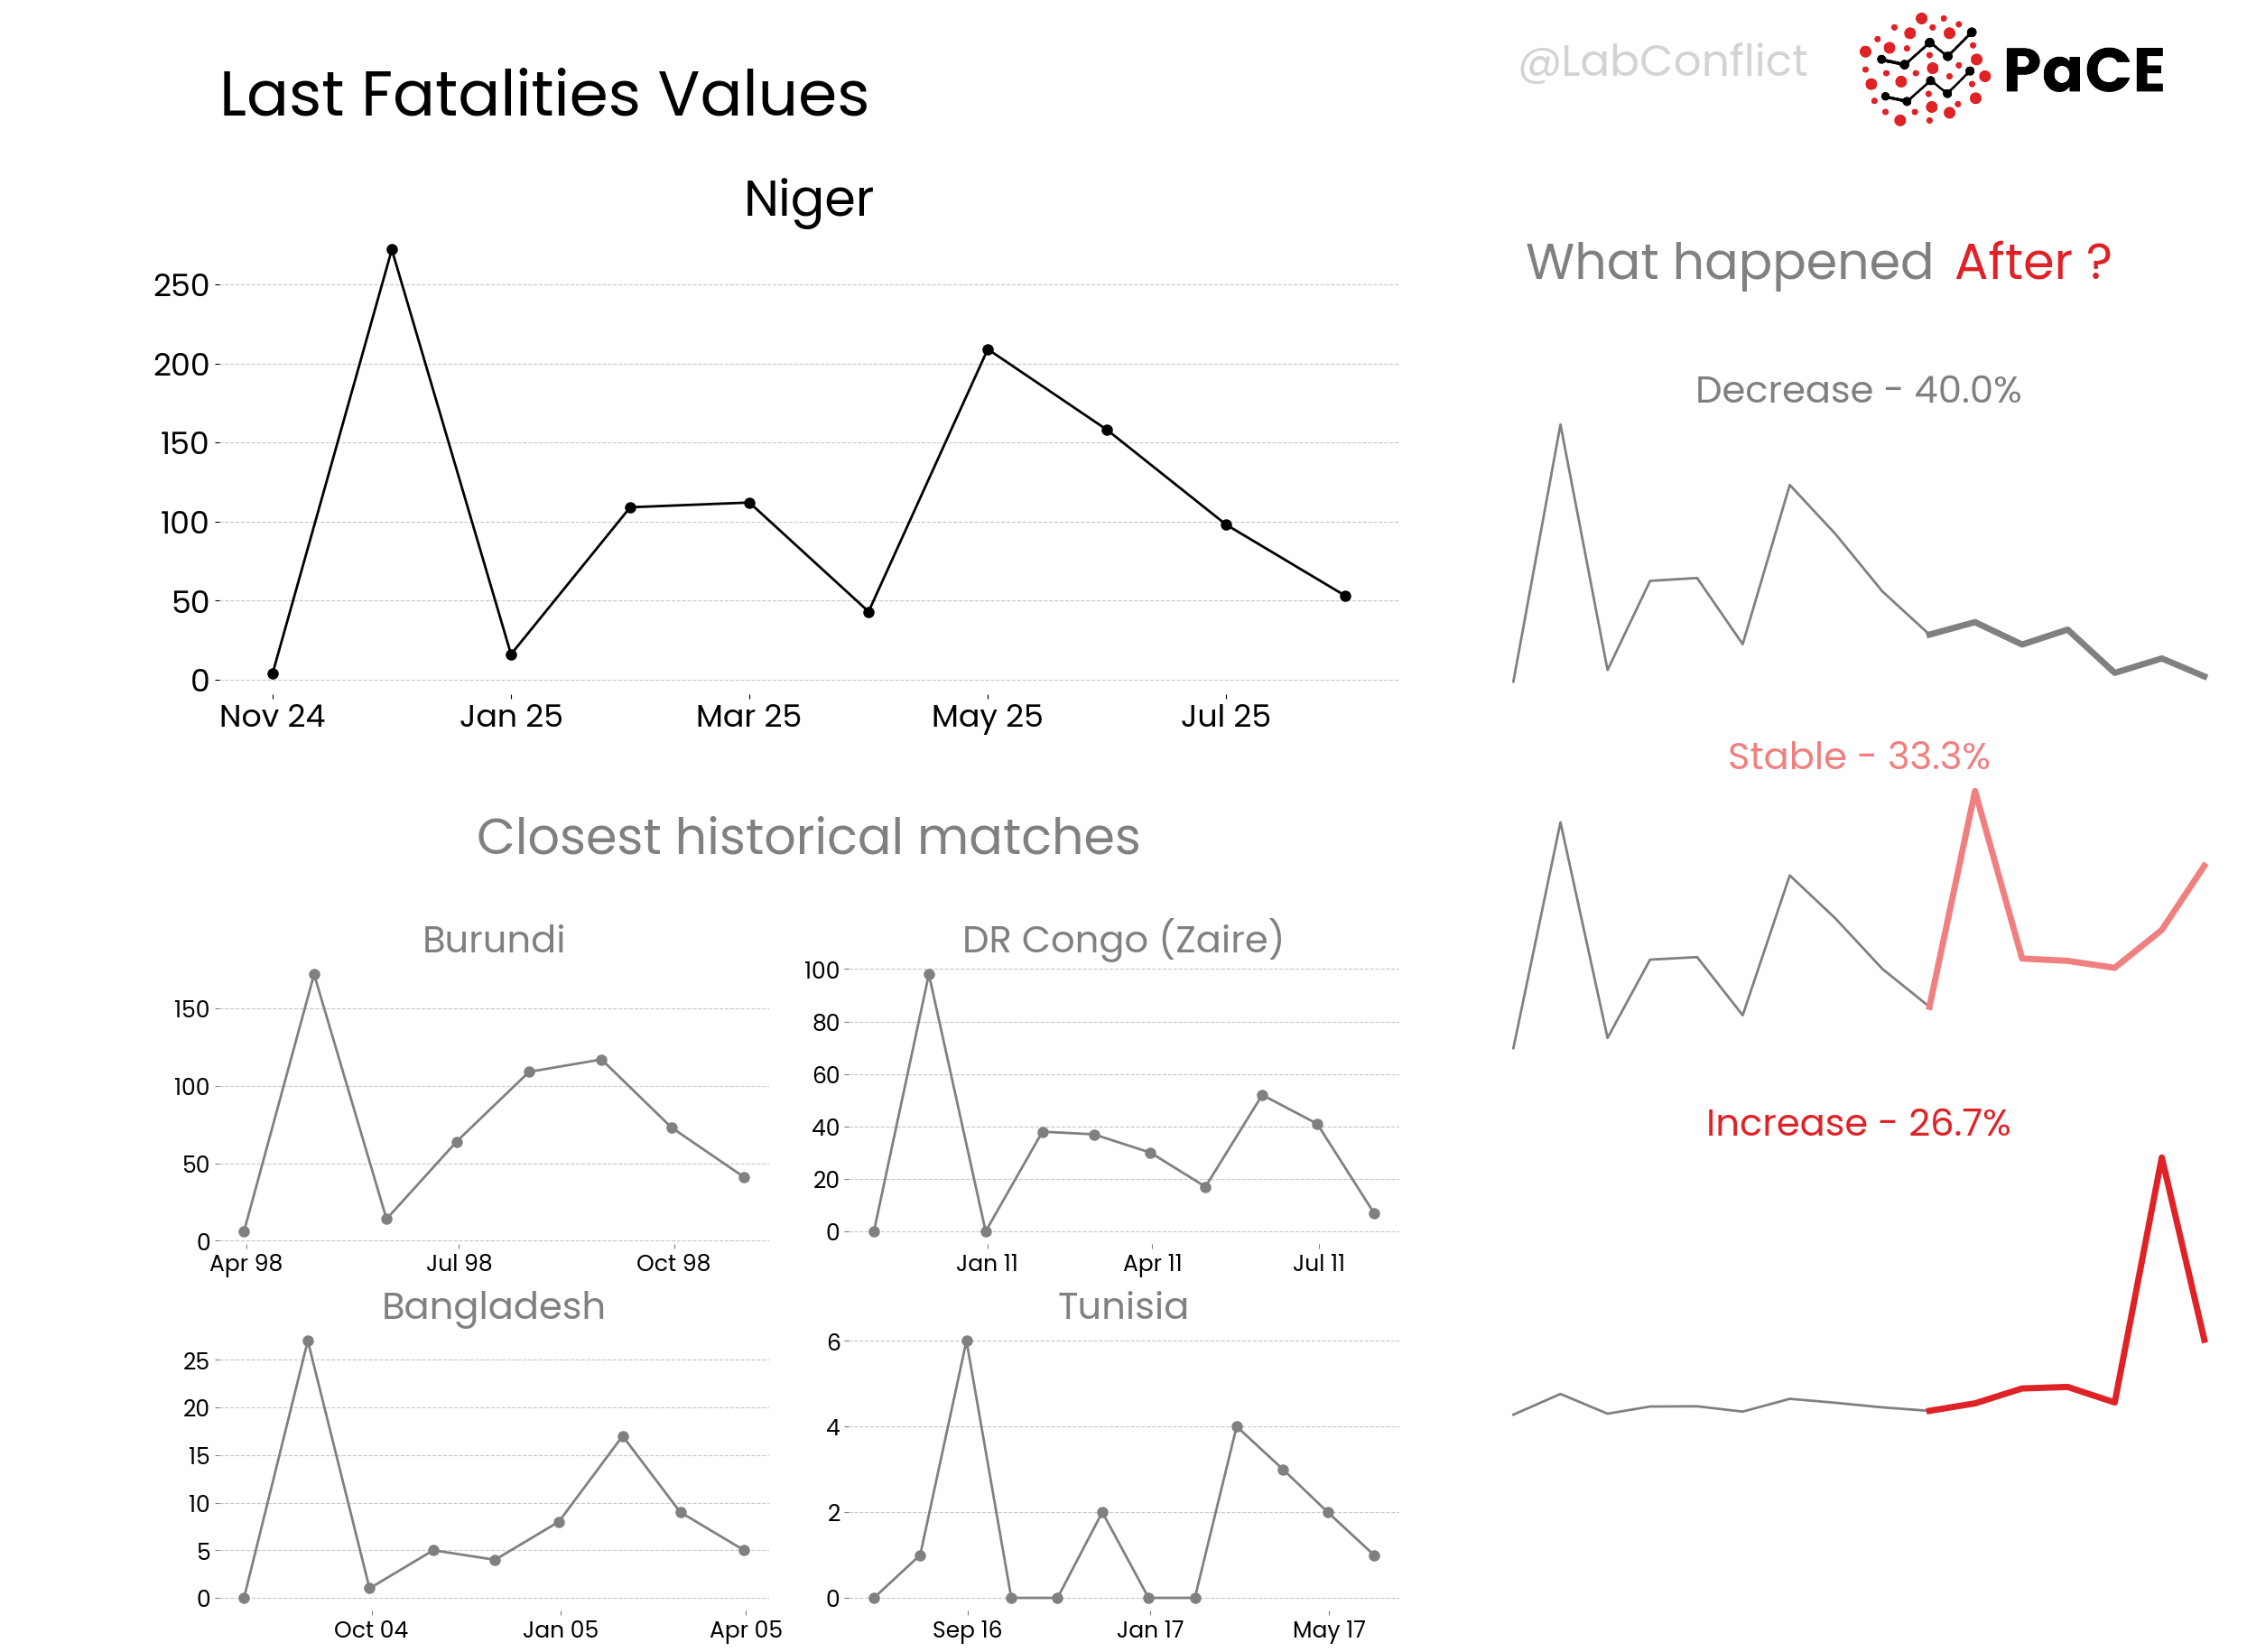 @LabConflict
PaCE
Last Fatalities Values
Niger
250
200
150
100
50
0
Nov 24
Jan 25
Mar 25
May 25
Jul 25
What happened After ?
Decrease - 40.0%
Stable - 33.3%
Increase - 26.7%
Closest historical matches
Burundi
150
100
50
0
Apr 98
Jul 98
Oct 98
DR Congo (Zaire)
100
80
60
40
20
0
Jan 11
Apr 11
Jul 11
Bangladesh
25
20
15
10
5
0
Oct 04
Jan 05
Apr 05
Tunisia
6
4
2
0
Sep 16
Jan 17
May 17